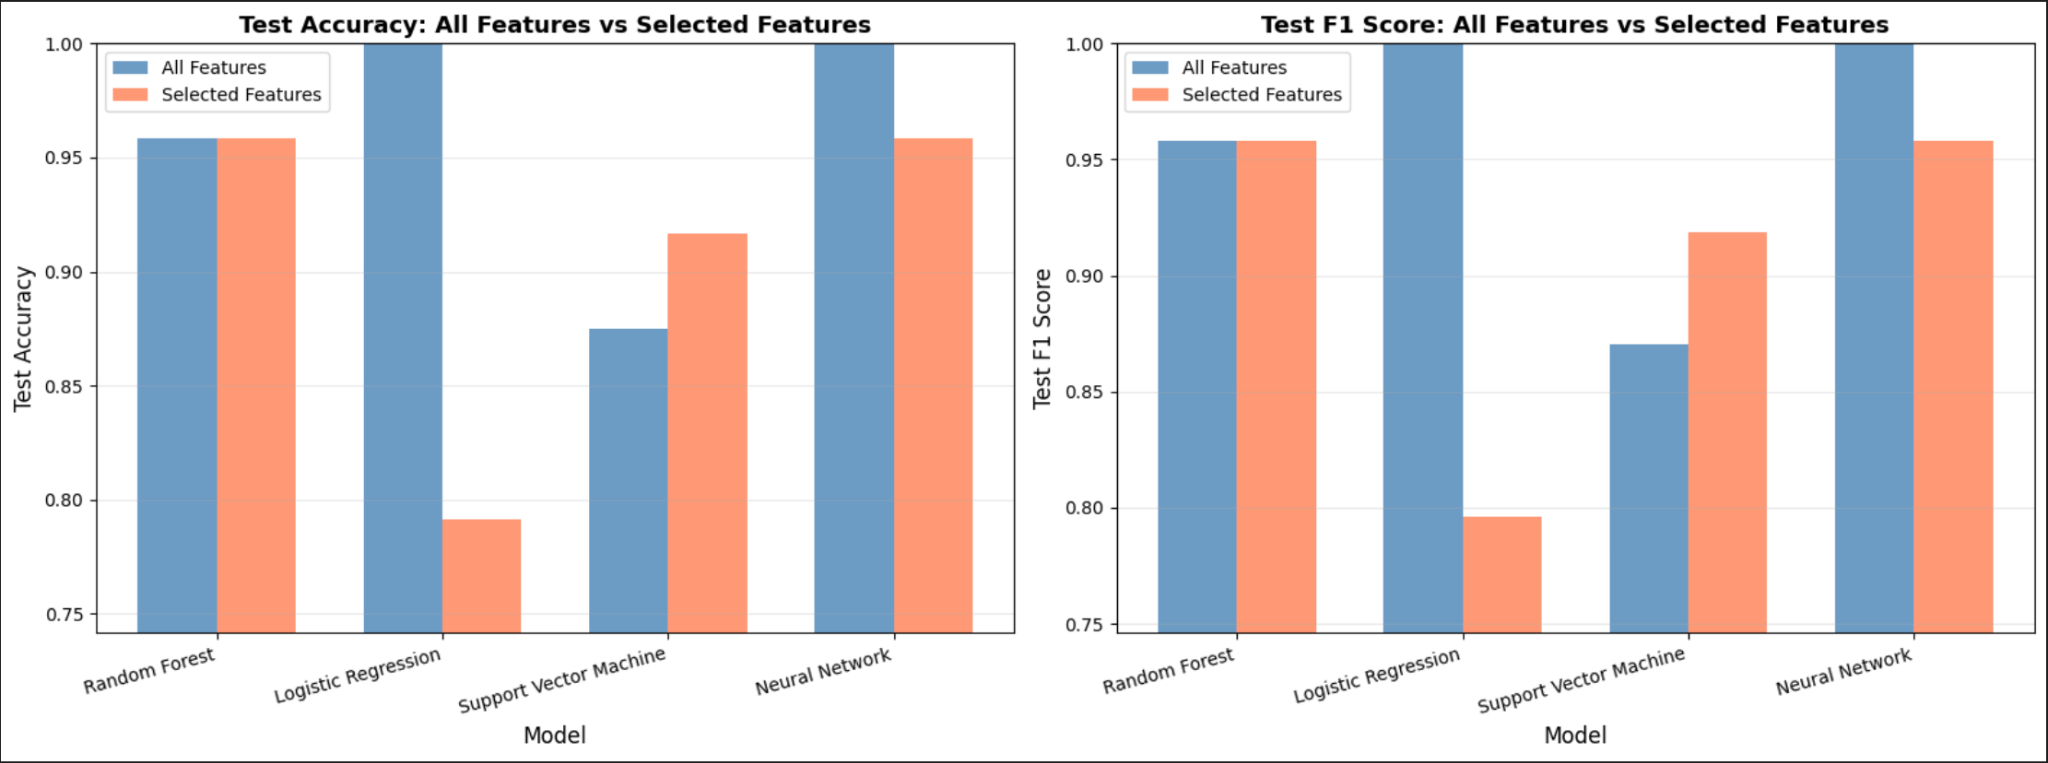 Test Accuracy: All Features vs Selected Features
All Features
Selected Features
1.00
0.95
0.90
0.85
0.80
0.75
Test Accuracy
Random Forest
Logistic Regression
Support Vector Machine
Neural Network
Model
Test F1 Score: All Features vs Selected Features
All Features
Selected Features
1.00
0.95
0.90
0.85
0.80
0.75
Test F1 Score
Random Forest
Logistic Regression
Support Vector Machine
Neural Network
Model